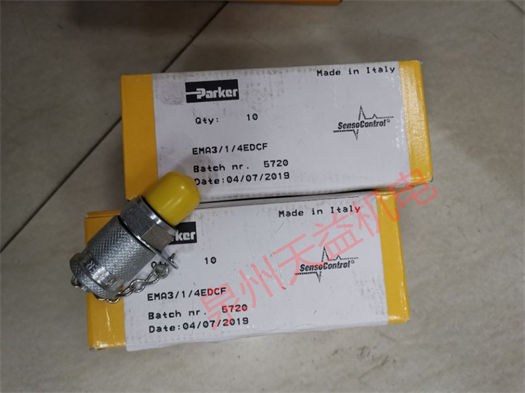 Parker
Made in Italy
Qty: 10
SensoControl®
EMA3/1/4EDCF
Batch nr. 5720
Date:04/07/2019
Parker
Made in Italy
10
SensoControl®
EMA3/1/4EDCF
Batch nr. 5720
Date:04/07/2019
泉州天益机电